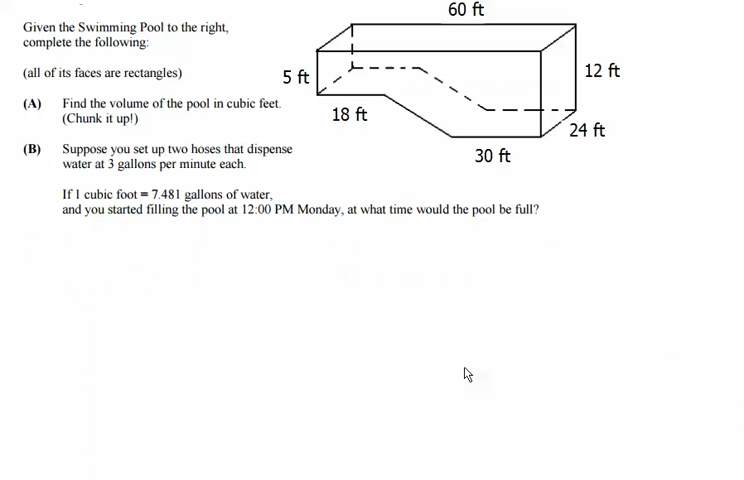 60 ft
Given the Swimming Pool to the right,
complete the following:
(all of its faces are rectangles)
5 ft
12 ft
(A) Find the volume of the pool in cubic feet.
(Chunk it up!)
18 ft
24 ft
(B) Suppose you set up two hoses that dispense
water at 3 gallons per minute each.
30 ft
If 1 cubic foot = 7.481 gallons of water,
and you started filling the pool at 12:00 PM Monday, at what time would the pool be full?